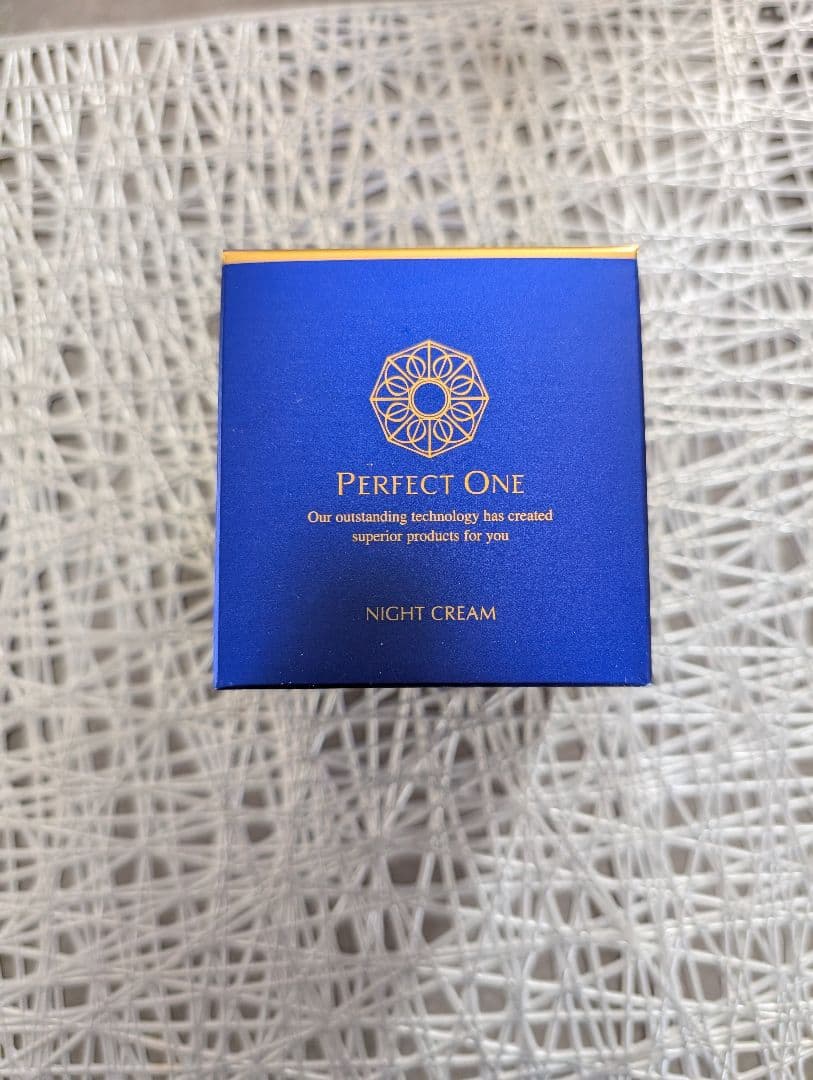 PERFECT ONE
Our outstanding technology has created
superior products for you
NIGHT CREAM